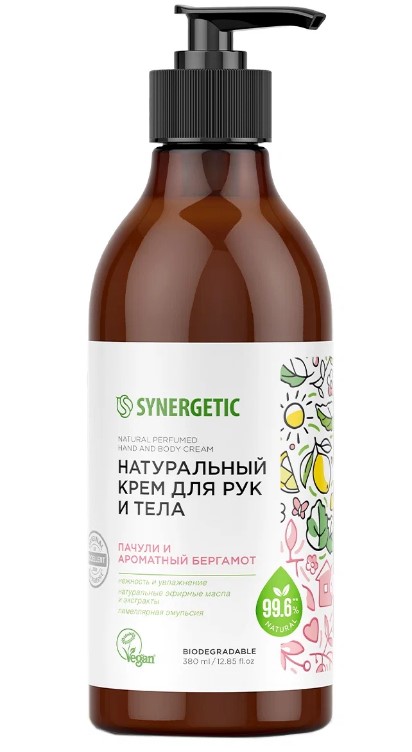 SYNERGETIC
NATURAL PERFUMED
HAND AND BODY CREAM
НАТУРАЛЬНЫЙ
КРЕМ ДЛЯ РУК
И ТЕЛА
ПАЧУЛИ И
АРОМАТНЫЙ БЕРГАМОТ
нежность и увлажнение
натуральные эфирные масла
и экстракты
ламеллярная эмульсия
99.6**%
NATURAL
Vegan
BIODEGRADABLE
380 ml / 12.85 fl.oz